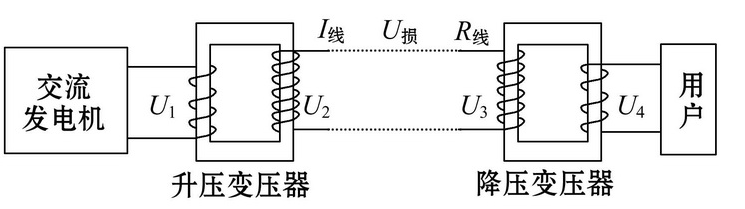 I线 U损 R线
交流
发电机
U1 U2 U3 U4
用
户
升压变压器 降压变压器